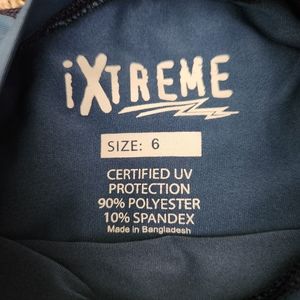 iXTREME
SIZE: 6
CERTIFIED UV
PROTECTION
90% POLYESTER
10% SPANDEX
Made in Bangladesh